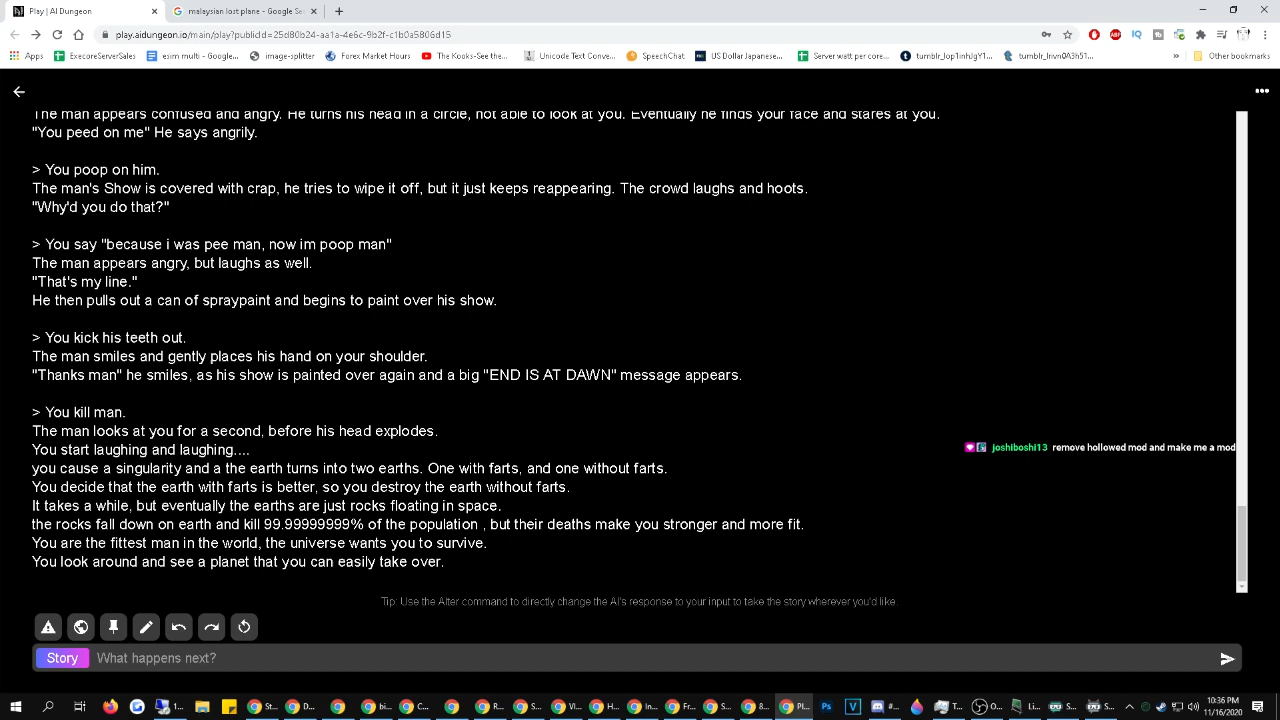 Play | AI Dungeon
malaysian lost plane - Google Se
play.aidungeon.io/main/play?publicId=25d80b24-aa1a-4e6c-9b2f-c1b0a5806d15
Apps
ExecoreServerSales
esim multi - Google...
image-splitter
Forex Market Hours
The Kooks-See the...
Unicode Text Conve...
SpeechChat
US Dollar Japanese...
Server watt per core...
Other bookmarks
The man appears confused and angry. He turns his head in a circle, not able to look at you. Eventually he finds your face and stares at you.
"You peed on me" He says angrily.
> You poop on him.
The man's Show is covered with crap, he tries to wipe it off, but it just keeps reappearing. The crowd laughs and hoots.
"Why'd you do that?"
> You say "because i was pee man, now im poop man"
The man appears angry, but laughs as well.
"That's my line."
He then pulls out a can of spraypaint and begins to paint over his show.
> You kick his teeth out.
The man smiles and gently places his hand on your shoulder.
"Thanks man" he smiles, as his show is painted over again and a big "END IS AT DAWN" message appears.
> You kill man.
The man looks at you for a second, before his head explodes.
You start laughing and laughing....
joshiboshi13 remove hollowed mod and make me a mod
you cause a singularity and a the earth turns into two earths. One with farts, and one without farts.
You decide that the earth with farts is better, so you destroy the earth without farts.
It takes a while, but eventually the earths are just rocks floating in space.
the rocks fall down on earth and kill 99.99999999% of the population , but their deaths make you stronger and more fit.
You are the fittest man in the world, the universe wants you to survive.
You look around and see a planet that you can easily take over.
Tip: Use the Alter command to directly change the AI's response to your input to take the story wherever you'd like.
Story
What happens next?
1...
St...
D...
bi...
C...
R...
S...
Vi...
H...
In...
Fr...
S...
8...
Pl...
#...
T...
O...
Li...
S...
S...
10:36 PM
11/16/2020